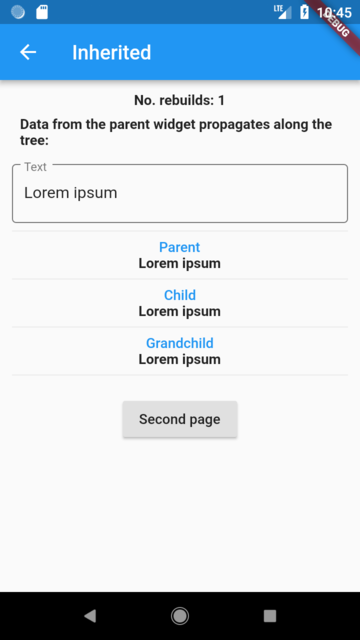 LTE
10:45
DEBUG
Inherited
No. rebuilds: 1
Data from the parent widget propagates along the
tree:
Text
Lorem ipsum
Parent
Lorem ipsum
Child
Lorem ipsum
Grandchild
Lorem ipsum
Second page